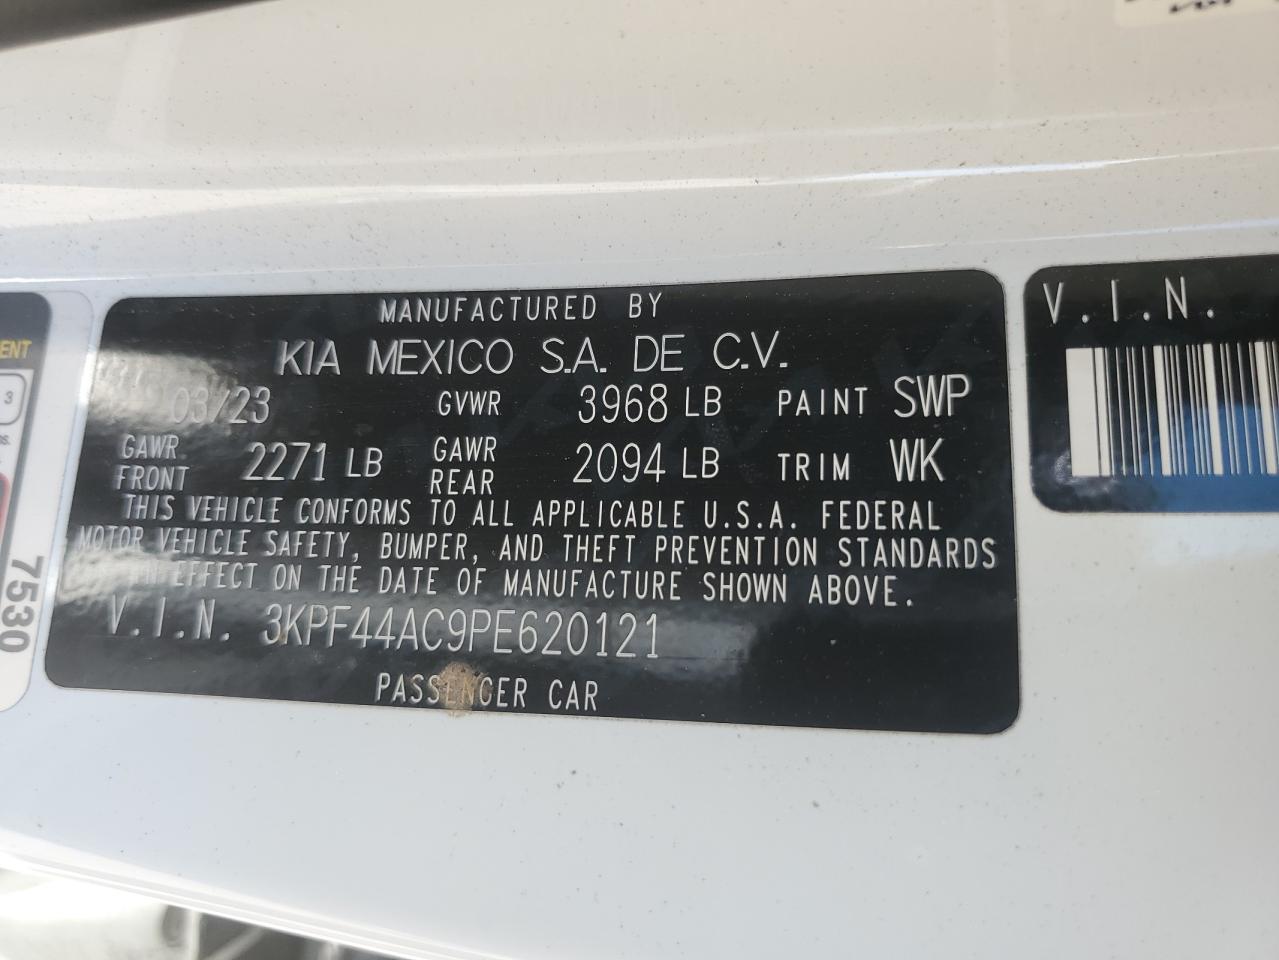 MANUFACTURED BY
KIA MEXICO S.A. DE C.V.
03/23 GVWR 3968 LB PAINT SWP
GAWR FRONT 2271 LB GAWR REAR 2094 LB TRIM WK
THIS VEHICLE CONFORMS TO ALL APPLICABLE U.S.A. FEDERAL
MOTOR VEHICLE SAFETY, BUMPER, AND THEFT PREVENTION STANDARDS
IN EFFECT ON THE DATE OF MANUFACTURE SHOWN ABOVE.
V.I.N. 3KPF44AC9PE620121
PASSENGER CAR
V.I.N.
3
7530